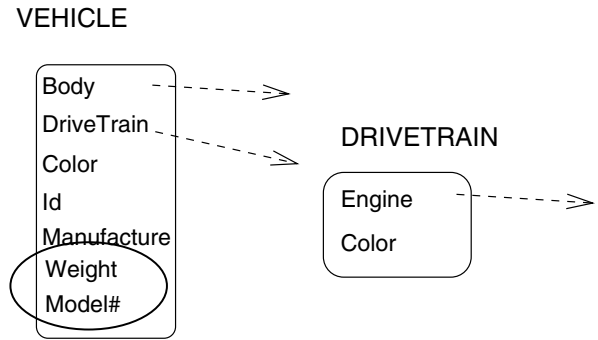 VEHICLE
Body
DriveTrain
Color
Id
Manufacture
Weight
Model#
DRIVETRAIN
Engine
Color